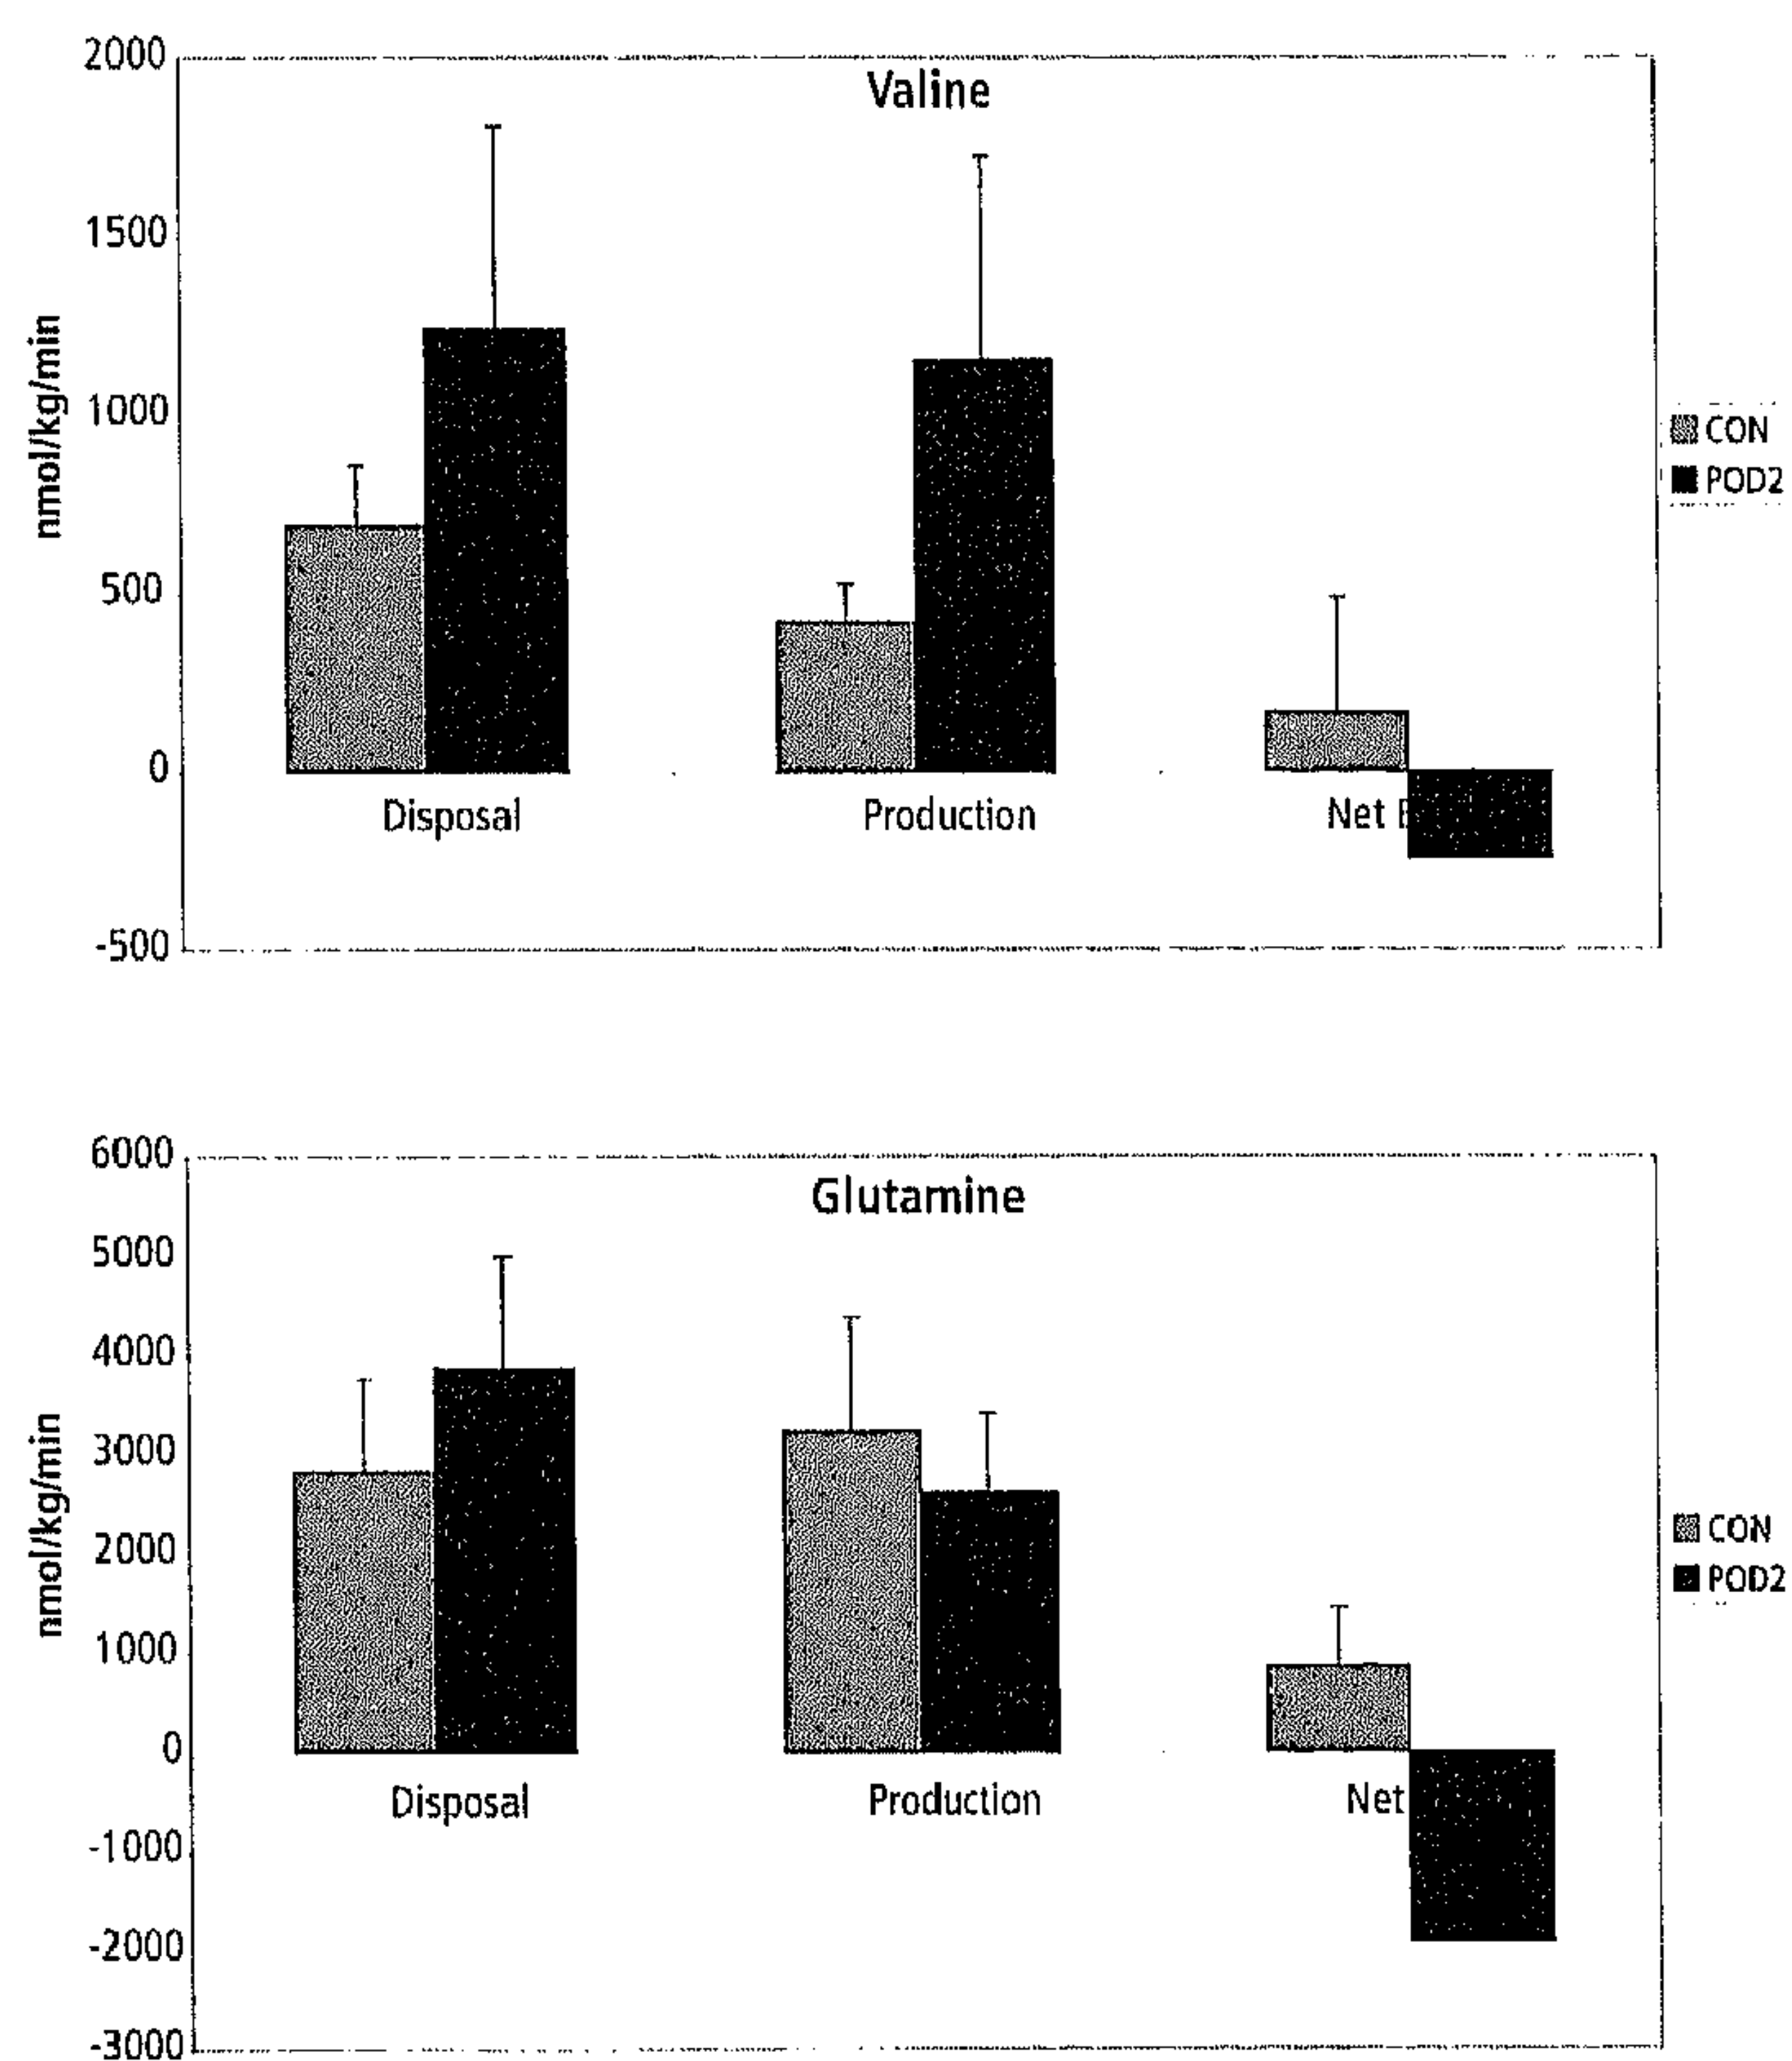 Valine
2000
1500
1000
500
0
-500
nmol/kg/min
Disposal
Production
Net
CON
POD2
Glutamine
6000
5000
4000
3000
2000
1000
0
-1000
-2000
-3000
nmol/kg/min
Disposal
Production
Net
CON
POD2